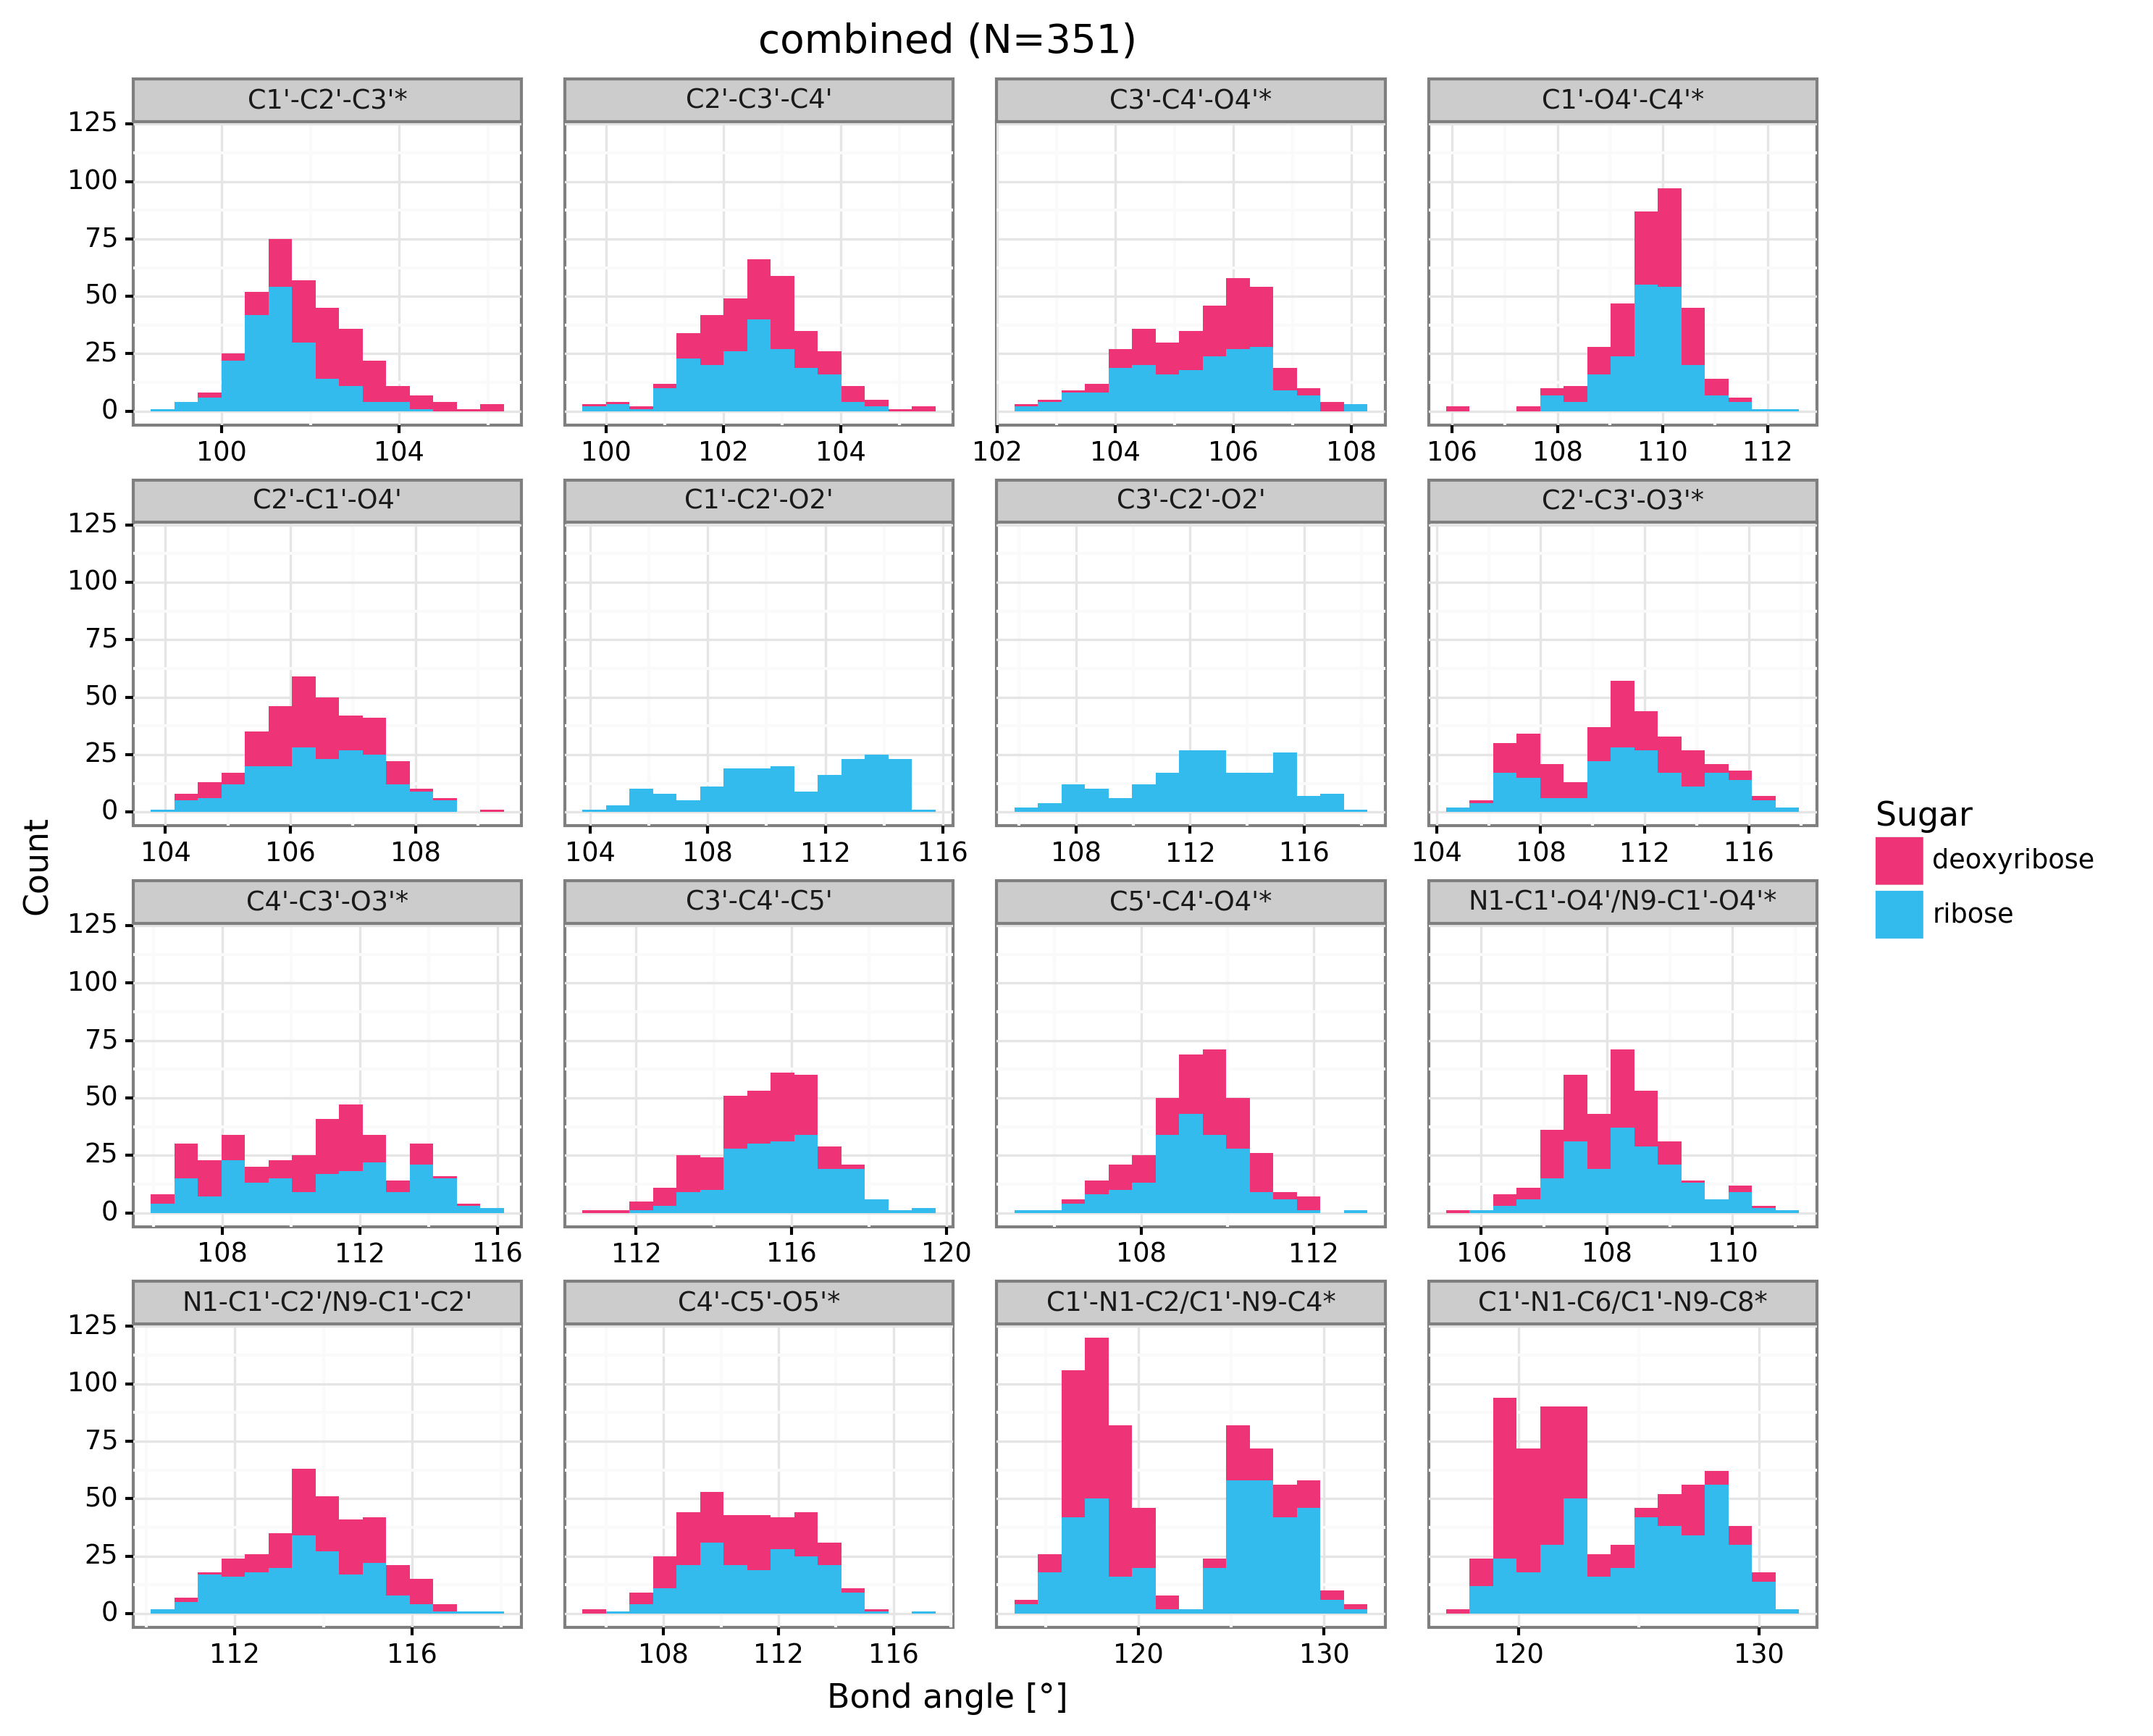 combined (N=351)
C1'-C2'-C3'*
C2'-C3'-C4'
C3'-C4'-O4'*
C1'-O4'-C4'*
125
100
75
50
25
0
100 104
100 102 104
102 104 106 108
106 108 110 112
C2'-C1'-O4'
C1'-C2'-O2'
C3'-C2'-O2'
C2'-C3'-O3'*
125
100
75
50
25
0
104 106 108
104 108 112 116
108 112 116
104 108 112 116
Count
Sugar
deoxyribose
ribose
C4'-C3'-O3'*
C3'-C4'-C5'
C5'-C4'-O4'*
N1-C1'-O4'/N9-C1'-O4'*
125
100
75
50
25
0
108 112 116
112 116 120
108 112
106 108 110
N1-C1'-C2'/N9-C1'-C2'
C4'-C5'-O5'*
C1'-N1-C2/C1'-N9-C4*
C1'-N1-C6/C1'-N9-C8*
125
100
75
50
25
0
112 116
108 112 116
120 130
120 130
Bond angle [°]